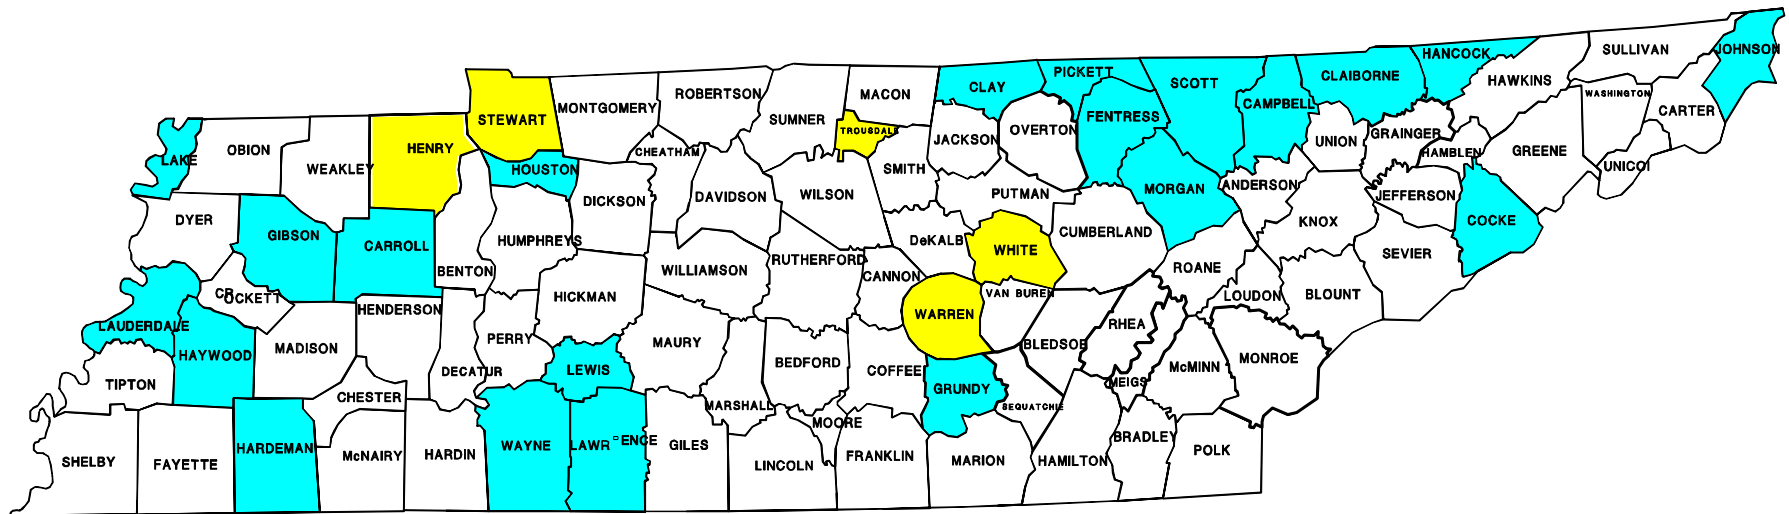 JOHNSON
SULLIVAN
HANCOCK
HAWKINS
CLAIBORNE
PICKETT
SCOTT
CLAY
CAMPBELL
WASHINGTON
CARTER
MACON
ROBERTSON
MONTGOMERY
STEWART
SUMNER
TROUSDALE
FENTRESS
OVERTON
JACKSON
UNION
GRAINGER
HAMBLEN
GREENE
UNICOI
HENRY
OBION
LAKE
WEAKLEY
HOUSTON
CHEATHAM
SMITH
DAVIDSON
WILSON
DICKSON
PUTMAN
MORGAN
ANDERSON
JEFFERSON
KNOX
COCKE
DYER
GIBSON
CARROLL
HUMPHREYS
DeKALB
WHITE
CUMBERLAND
SEVIER
BENTON
WILLIAMSON
RUTHERFORD
CANNON
ROANE
LOUDON
BLOUNT
CR
OCKETT
HICKMAN
VAN BUREN
HENDERSON
LAUDERDALE
WARREN
RHEA
HAYWOOD
MADISON
PERRY
MAURY
BLEDSOE
MONROE
McMINN
TIPTON
DECATUR
LEWIS
BEDFORD
COFFEE
GRUNDY
MEIGS
CHESTER
MARSHALL
SEQUATCHIE
MOORE
BRADLEY
SHELBY
FAYETTE
HARDEMAN
McNAIRY
HARDIN
WAYNE
LAWR ENCE
GILES
LINCOLN
FRANKLIN
MARION
HAMILTON
POLK